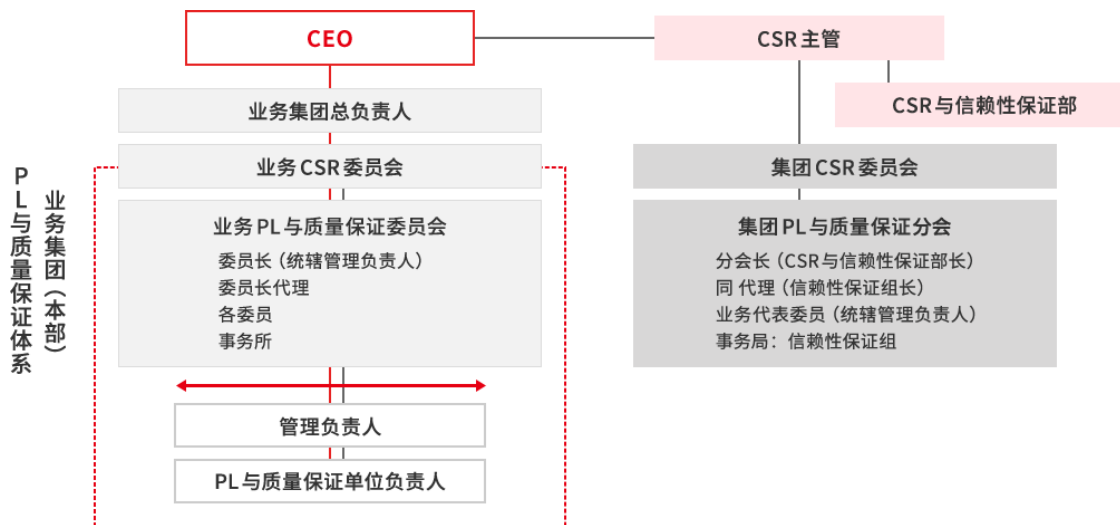 CEO
CSR主管
CSR与信赖性保证部
业务集团总负责人
业务CSR委员会
集团CSR委员会
业务集团（本部）
PL与质量保证体系
业务PL与质量保证委员会
委员长（统辖管理负责人）
委员长代理
各委员
事务所
集团PL与质量保证分会
分会长（CSR与信赖性保证部长）
同 代理（信赖性保证组长）
业务代表委员（统辖管理负责人）
事务局：信赖性保证组
管理负责人
PL与质量保证单位负责人